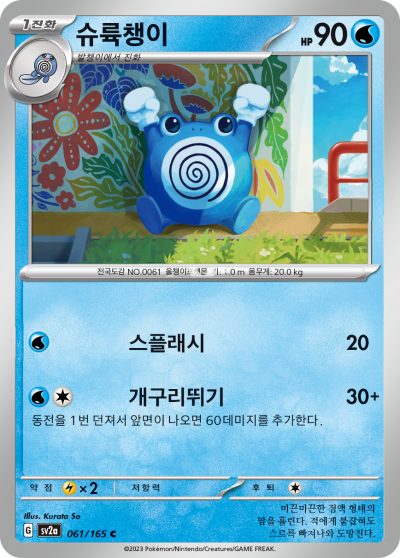 1진화 슈륙챙이 HP 90
발챙이에서 진화
전국도감 NO.0061 올챙이포켓몬 키: 1.0 m 몸무게: 20.0 kg
스플래시 20
개구리뛰기 30+
동전을 1번 던져서 앞면이 나오면 60데미지를 추가한다.
약점 ×2 저항력 후퇴
Illus. Kurata So
G sv2a 061/165 C
미끈미끈한 점액 형태의
땀을 흘린다. 적에게 붙잡혀도
스르륵 빠져나와 도망친다.
©2023 Pokémon/Nintendo/Creatures/GAME FREAK.